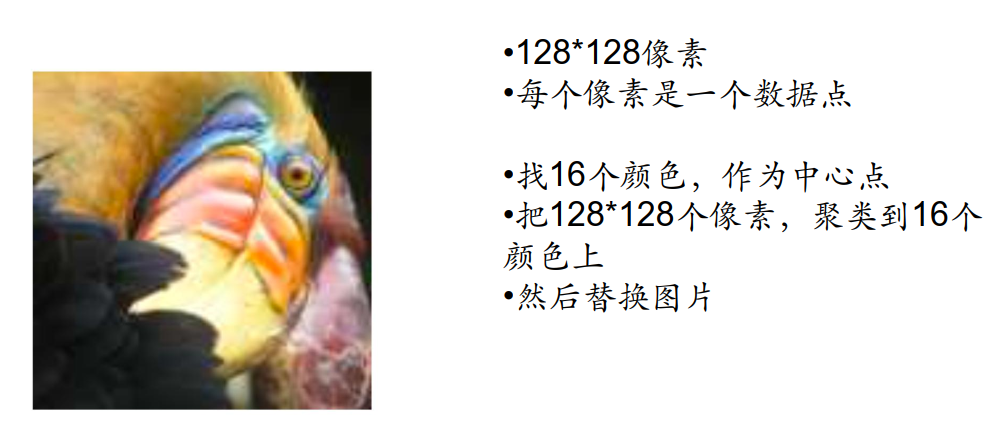 •128*128像素
•每个像素是一个数据点
•找16个颜色，作为中心点
•把128*128个像素，聚类到16个
颜色上
•然后替换图片